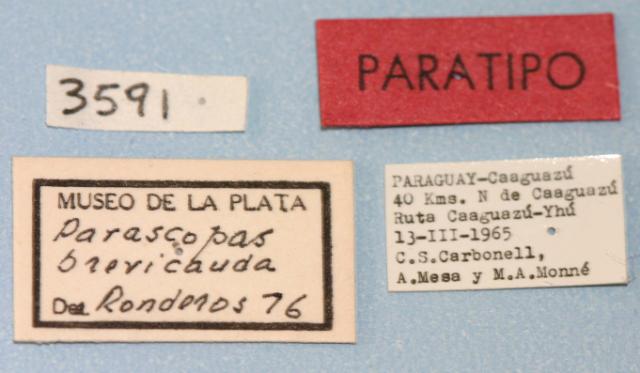 3591
PARATIPO
MUSEO DE LA PLATA
Parascopas
brevicauda
Det. Ronderos 76
PARAGUAY-Caaguazú
40 Kms. N de Caaguazú
Ruta Caaguazú-Yhú
13-III-1965
C.S.Carbonell,
A.Mesa y M.A.Monné